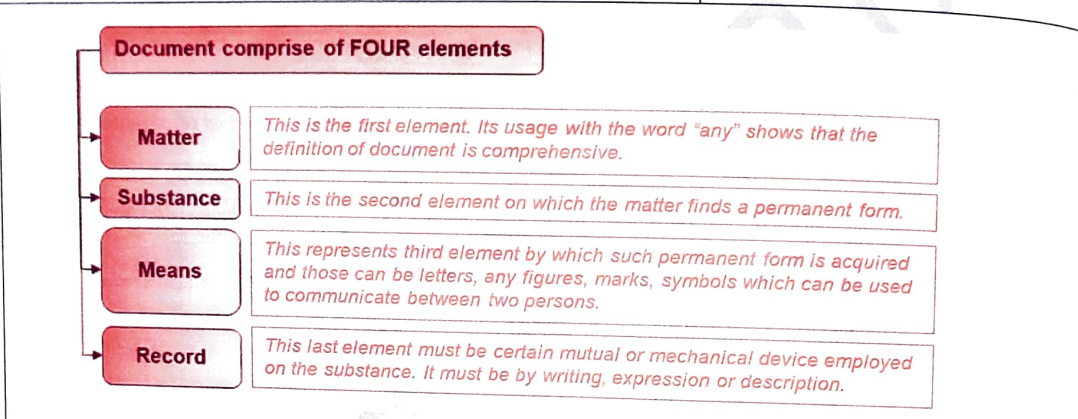 Document comprise of FOUR elements
Matter
This is the first element. Its usage with the word "any" shows that the
definition of document is comprehensive.
Substance
This is the second element on which the matter finds a permanent form.
Means
This represents third element by which such permanent form is acquired
and those can be letters, any figures, marks, symbols which can be used
to communicate between two persons.
Record
This last element must be certain mutual or mechanical device employed
on the substance. It must be by writing, expression or description.